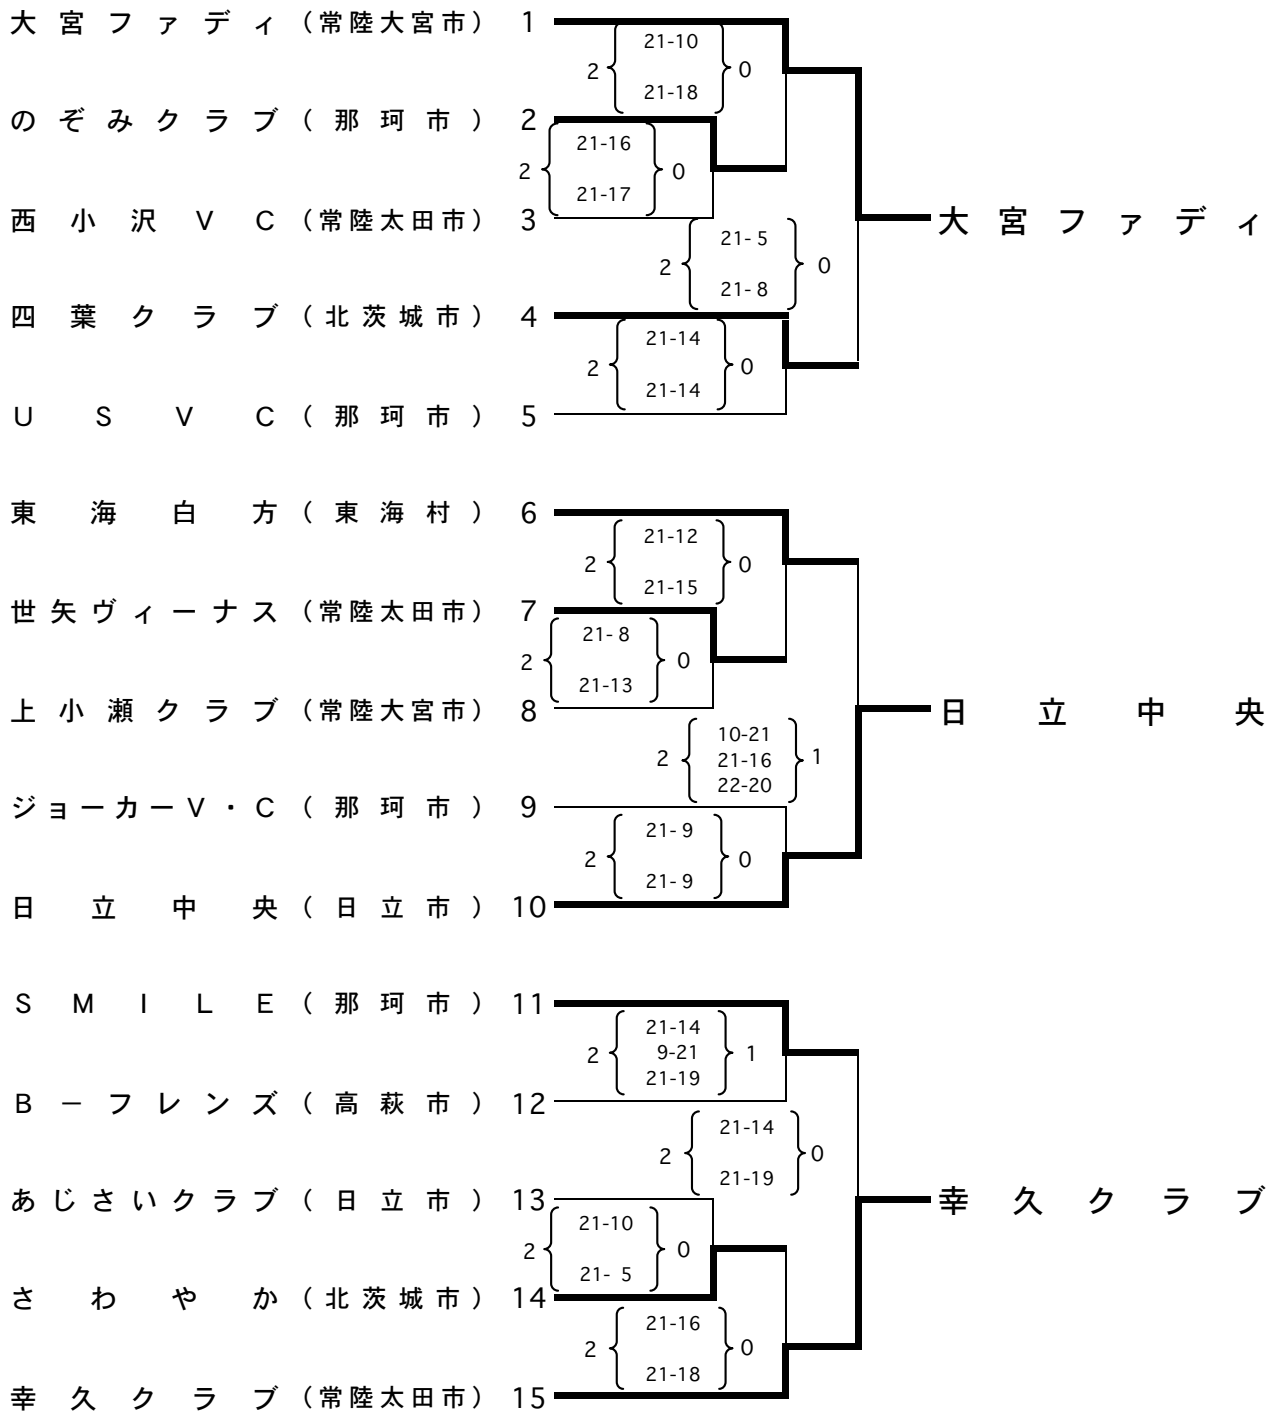 大宮ファディ（常陸大宮市） 1
21-10
2 0
21-18
のぞみクラブ（那珂市） 2
21-16
2 0
21-17
西小沢ＶＣ（常陸太田市） 3
大宮ファディ
21- 5
2 0
21- 8
四葉クラブ（北茨城市） 4
21-14
2 0
21-14
ＵＳＶＣ（那珂市） 5
東海白方（東海村） 6
21-12
2 0
21-15
世矢ヴィーナス（常陸太田市） 7
21- 8
2 0
21-13
上小瀬クラブ（常陸大宮市） 8
日立中央
10-21
2 21-16 1
22-20
ジョーカーＶ・Ｃ（那珂市） 9
21- 9
2 0
21- 9
日立中央（日立市） 10
ＳＭＩＬＥ（那珂市） 11
21-14
2 9-21 1
21-19
Ｂ－フレンズ（高萩市） 12
21-14
2 0
21-19
あじさいクラブ（日立市） 13
幸久クラブ
21-10
2 0
21- 5
さわやか（北茨城市） 14
21-16
2 0
21-18
幸久クラブ（常陸太田市） 15